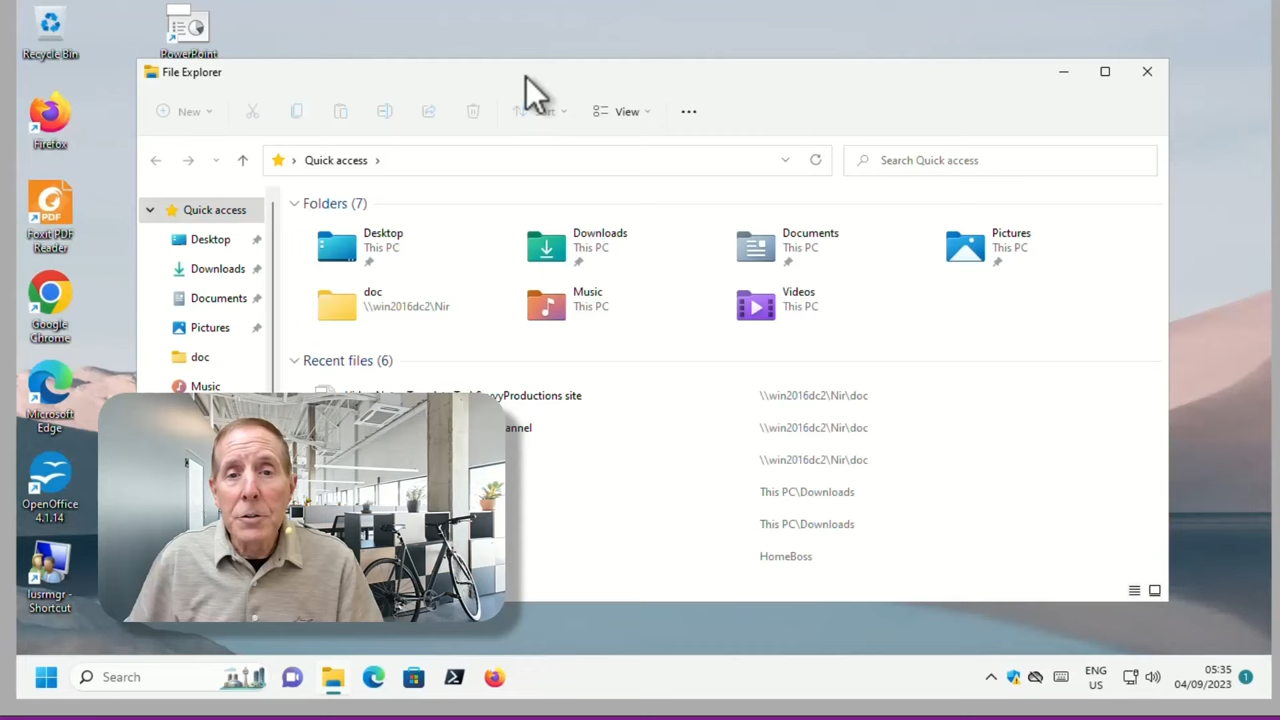 Recycle Bin
PowerPoint
Firefox
Foxit PDF
Reader
Google
Chrome
Microsoft
Edge
OpenOffice
4.1.14
lusrmgr -
Shortcut
File Explorer
New
View
Quick access
Search Quick access
Quick access
Desktop
Downloads
Documents
Pictures
doc
Music
Folders (7)
Desktop
This PC
Downloads
This PC
Documents
This PC
Pictures
This PC
doc
\\win2016dc2\Nir
Music
This PC
Videos
This PC
Recent files (6)
Productions site
\\win2016dc2\Nir\doc
\\win2016dc2\Nir\doc
\\win2016dc2\Nir\doc
This PC\Downloads
This PC\Downloads
HomeBoss
Search
ENG
US
05:35
04/09/2023
1